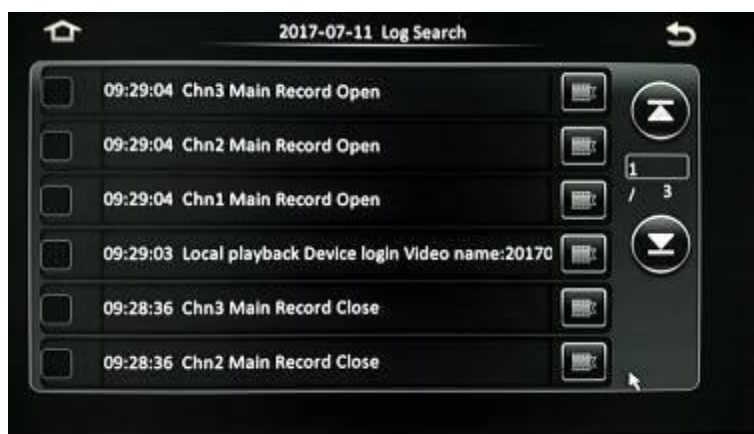 2017-07-11 Log Search
09:29:04 Chn3 Main Record Open
09:29:04 Chn2 Main Record Open
1
09:29:04 Chn1 Main Record Open
/ 3
09:29:03 Local playback Device login Video name:20170
09:28:36 Chn3 Main Record Close
09:28:36 Chn2 Main Record Close